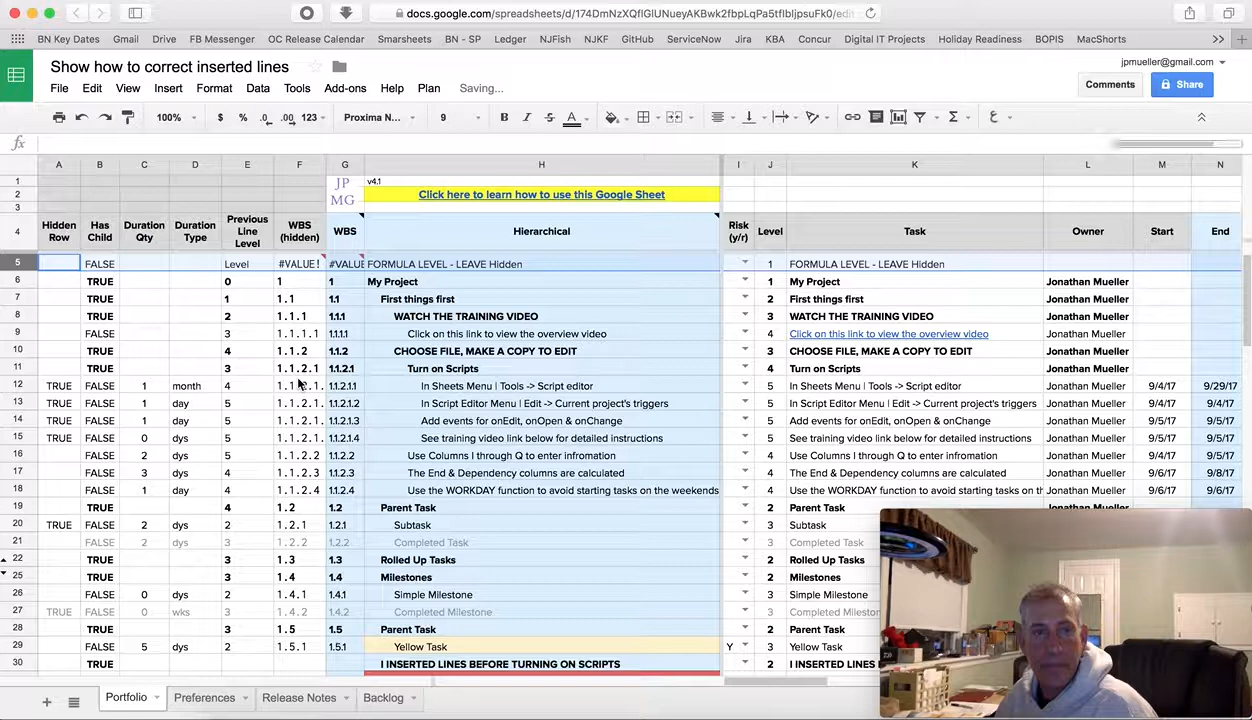 docs.google.com/spreadsheets/d/174DmNzXQflGlUNueyAKBwk2fbpLqPa5tflbljpsuFk0/edit
BN Key Dates Gmail Drive FB Messenger OC Release Calendar Smarsheets BN - SP Ledger NJFish NJKF GitHub ServiceNow Jira KBA Concur Digital IT Projects Holiday Readiness BOPIS MacShorts
Show how to correct inserted lines
jpmueller@gmail.com
File Edit View Insert Format Data Tools Add-ons Help Plan Saving...
Comments Share
100% $ % .0 .00 123 Proxima N... 9 B I S A
fx
A B C D E F G H I J K L M N
1 JP v4.1
2 MG Click here to learn how to use this Google Sheet
3
4 Hidden Row Has Child Duration Qty Duration Type Previous Line Level WBS (hidden) WBS Hierarchical Risk (y/r) Level Task Owner Start End
5 FALSE Level #VALUE! #VALUE FORMULA LEVEL - LEAVE Hidden 1 FORMULA LEVEL - LEAVE Hidden
6 TRUE 0 1 1 My Project 1 My Project Jonathan Mueller
7 TRUE 1 1.1 1.1 First things first 2 First things first Jonathan Mueller
8 TRUE 2 1.1.1 1.1.1 WATCH THE TRAINING VIDEO 3 WATCH THE TRAINING VIDEO Jonathan Mueller
9 FALSE 3 1.1.1.1 1.1.1.1 Click on this link to view the overview video 4 Click on this link to view the overview video Jonathan Mueller
10 TRUE 4 1.1.2 1.1.2 CHOOSE FILE, MAKE A COPY TO EDIT 3 CHOOSE FILE, MAKE A COPY TO EDIT Jonathan Mueller
11 TRUE 3 1.1.2.1 1.1.2.1 Turn on Scripts 4 Turn on Scripts Jonathan Mueller
12 TRUE FALSE 1 month 4 1.1.2.1. 1.1.2.1.1 In Sheets Menu | Tools -> Script editor 5 In Sheets Menu | Tools -> Script editor Jonathan Mueller 9/4/17 9/29/17
13 TRUE FALSE 1 day 5 1.1.2.1. 1.1.2.1.2 In Script Editor Menu | Edit -> Current project's triggers 5 In Script Editor Menu | Edit -> Current project's triggers Jonathan Mueller 9/4/17 9/4/17
14 TRUE FALSE 1 day 5 1.1.2.1. 1.1.2.1.3 Add events for onEdit, onOpen & onChange 5 Add events for onEdit, onOpen & onChange Jonathan Mueller 9/5/17 9/5/17
15 TRUE FALSE 0 dys 5 1.1.2.1. 1.1.2.1.4 See training video link below for detailed instructions 5 See training video link below for detailed instructions Jonathan Mueller 9/5/17 9/5/17
16 FALSE 2 dys 5 1.1.2.2 1.1.2.2 Use Columns I through Q to enter infromation 4 Use Columns I through Q to enter infromation Jonathan Mueller 9/4/17 9/5/17
17 FALSE 3 dys 4 1.1.2.3 1.1.2.3 The End & Dependency columns are calculated 4 The End & Dependency columns are calculated Jonathan Mueller 9/6/17 9/8/17
18 FALSE 1 day 4 1.1.2.4 1.1.2.4 Use the WORKDAY function to avoid starting tasks on the weekends 4 Use the WORKDAY function to avoid starting tasks on th Jonathan Mueller 9/6/17 9/6/17
19 TRUE 4 1.2 1.2 Parent Task 2 Parent Task Jonathan Mueller
20 TRUE FALSE 2 dys 2 1.2.1 1.2.1 Subtask 3 Subtask
21 FALSE 2 dys 3 1.2.2 1.2.2 Completed Task 3 Completed Task
22 TRUE 3 1.3 1.3 Rolled Up Tasks 2 Rolled Up Tasks
25 TRUE 3 1.4 1.4 Milestones 2 Milestones
26 FALSE 0 dys 2 1.4.1 1.4.1 Simple Milestone 3 Simple Milestone
27 TRUE FALSE 0 wks 3 1.4.2 1.4.2 Completed Milestone 3 Completed Mileston
28 TRUE 3 1.5 1.5 Parent Task 2 Parent Task
29 FALSE 5 dys 2 1.5.1 1.5.1 Yellow Task Y 3 Yellow Task
30 TRUE I INSERTED LINES BEFORE TURNING ON SCRIPTS 2 I INSERTED LINES
Portfolio Preferences Release Notes Backlog